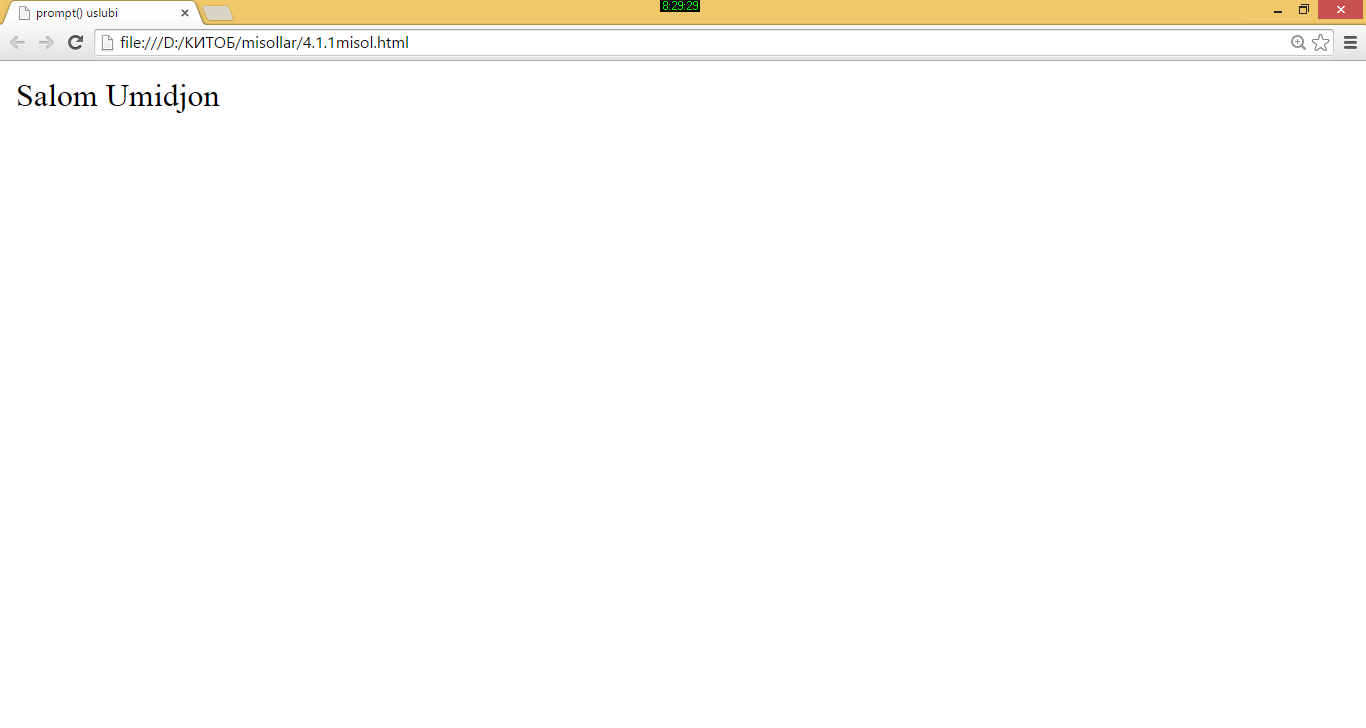 8:29:29
prompt() uslubi
file:///D:/КИТОБ/misollar/4.1.1misol.html
Salom Umidjon